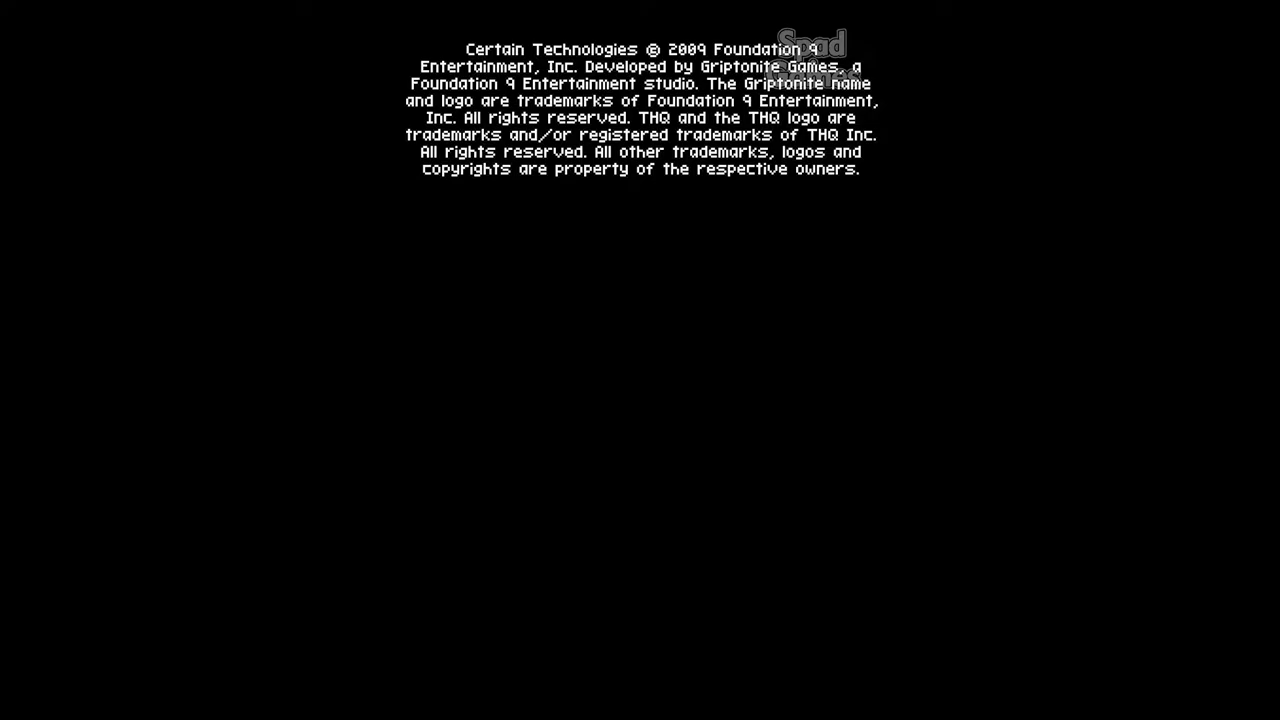 Certain Technologies © 2009 Foundation 9
Entertainment, Inc. Developed by Griptonite Games, a
Foundation 9 Entertainment studio. The Griptonite name
and logo are trademarks of Foundation 9 Entertainment,
Inc. All rights reserved. THQ and the THQ logo are
trademarks and/or registered trademarks of THQ Inc.
All rights reserved. All other trademarks, logos and
copyrights are property of the respective owners.
Spad
Games